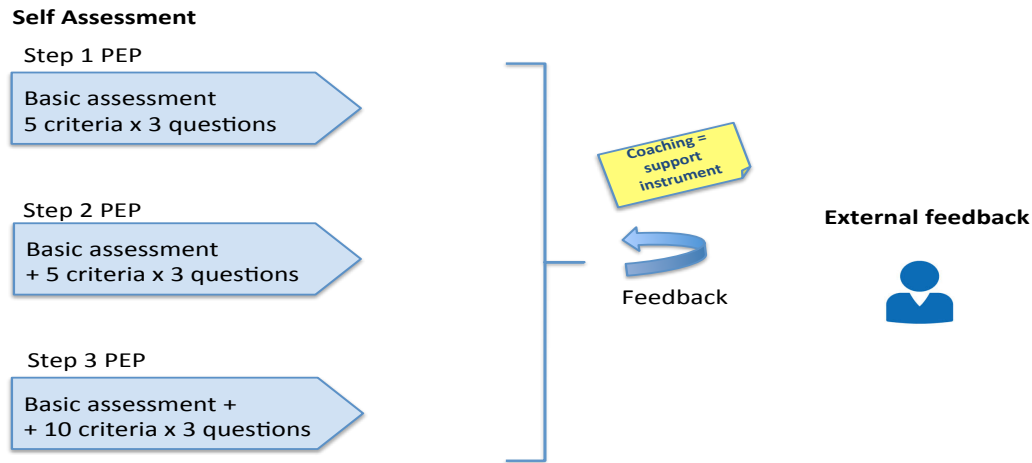 Self Assessment
Step 1 PEP
Basic assessment
5 criteria x 3 questions
Step 2 PEP
Basic assessment
+ 5 criteria x 3 questions
Step 3 PEP
Basic assessment +
+ 10 criteria x 3 questions
Coaching =
support
instrument
Feedback
External feedback